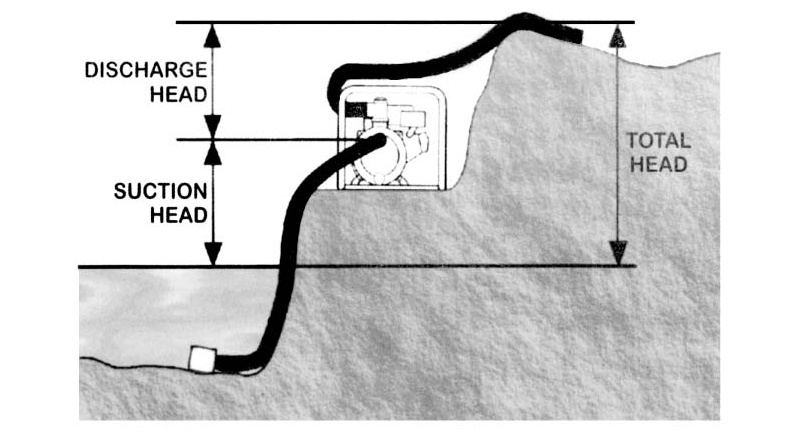 DISCHARGE
HEAD
SUCTION
HEAD
TOTAL
HEAD